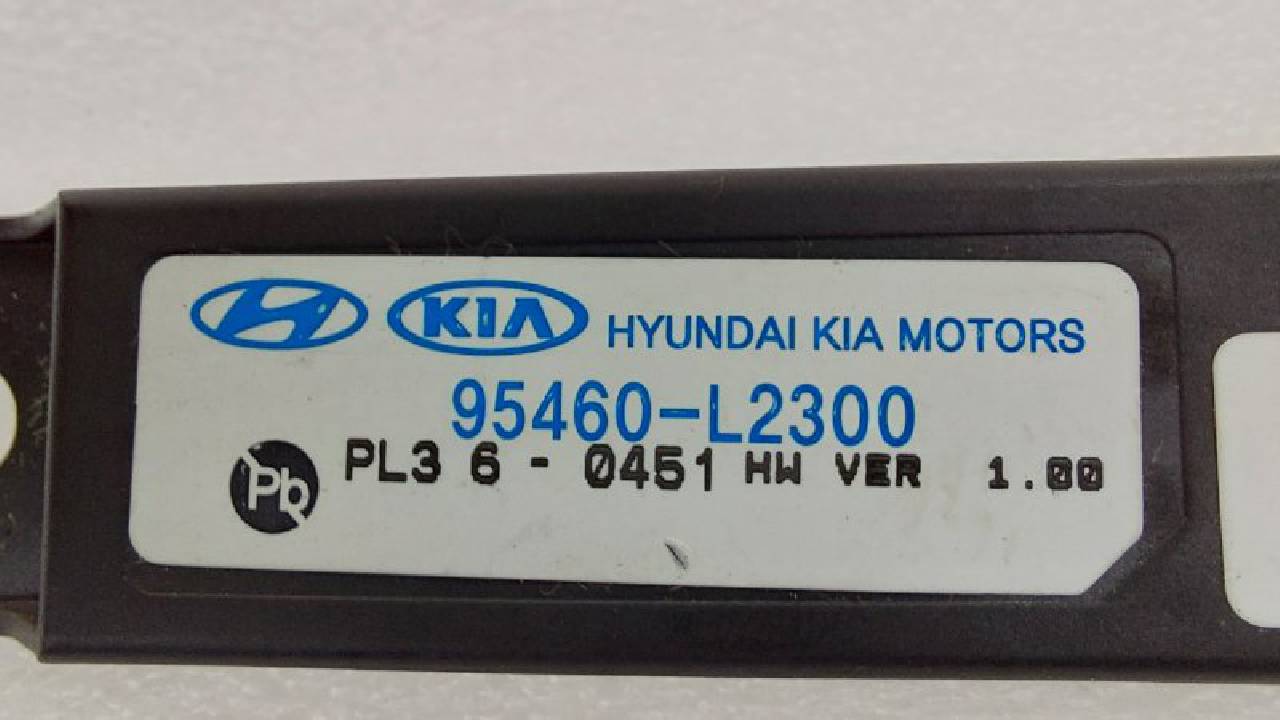 KIA HYUNDAI KIA MOTORS
95460-L2300
Pb PL3 6 - 0451 HW VER 1.00